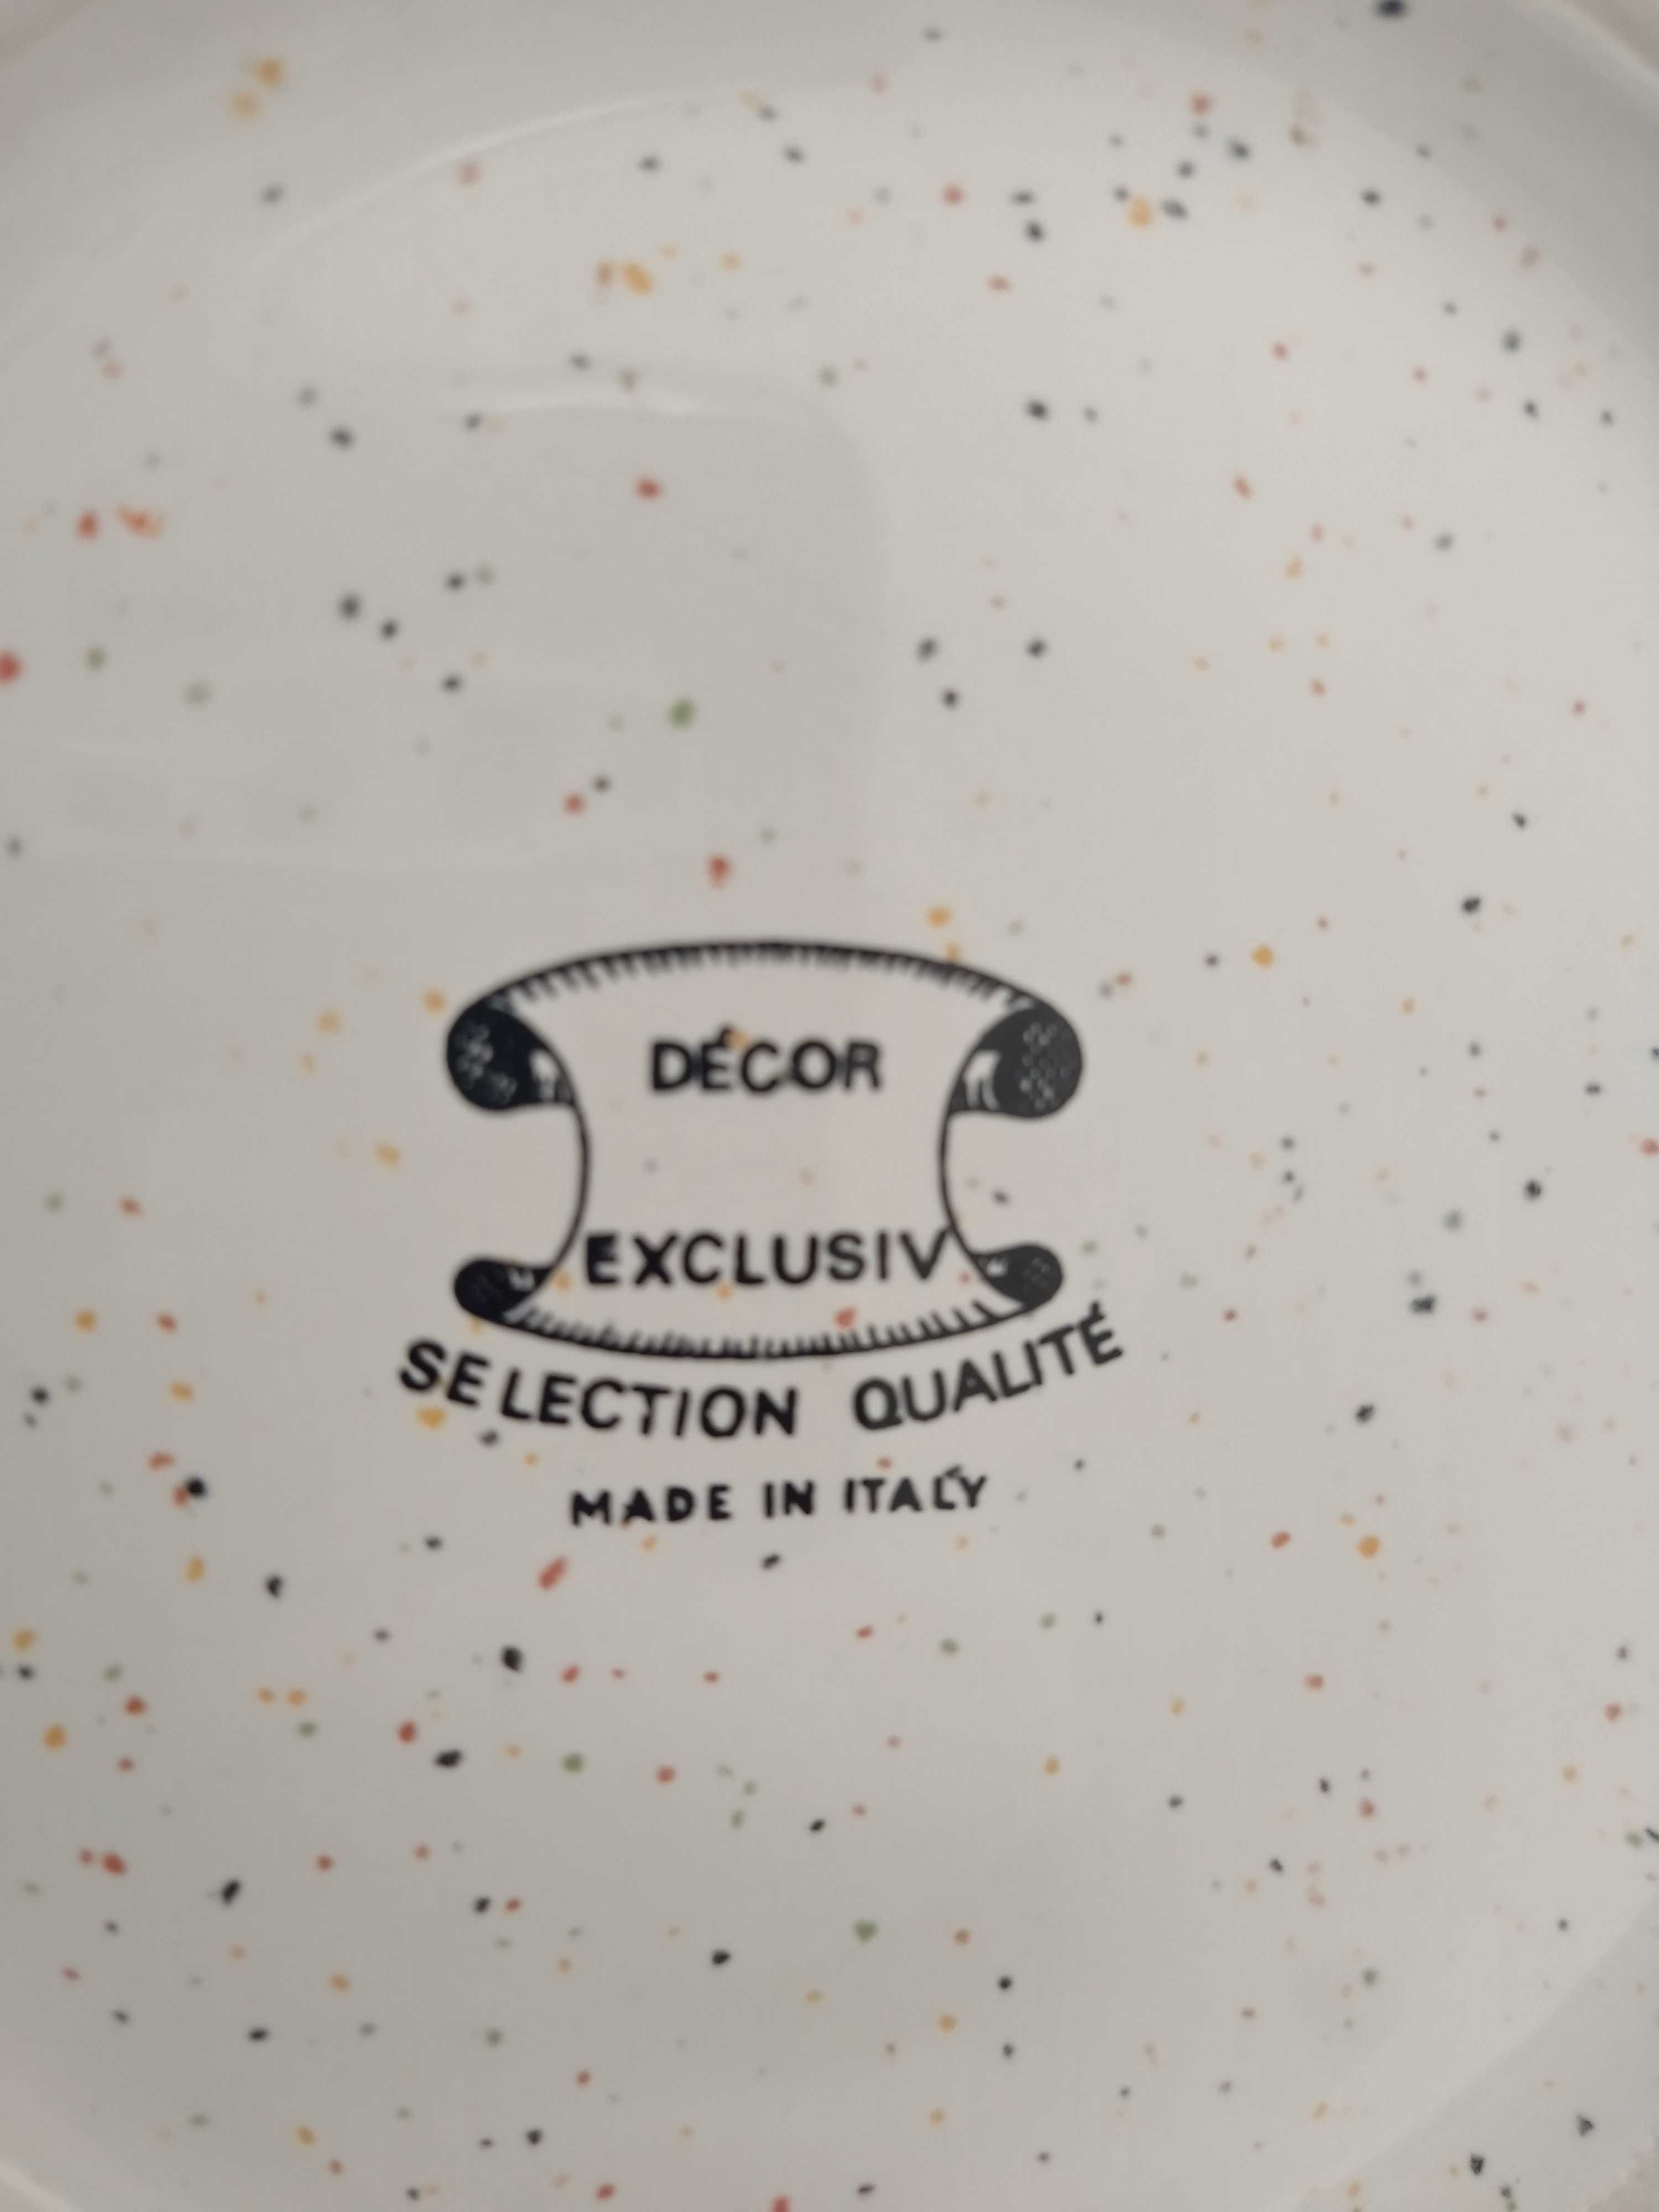 DÉCOR
EXCLUSIV
SELECTION QUALITÉ
MADE IN ITALY